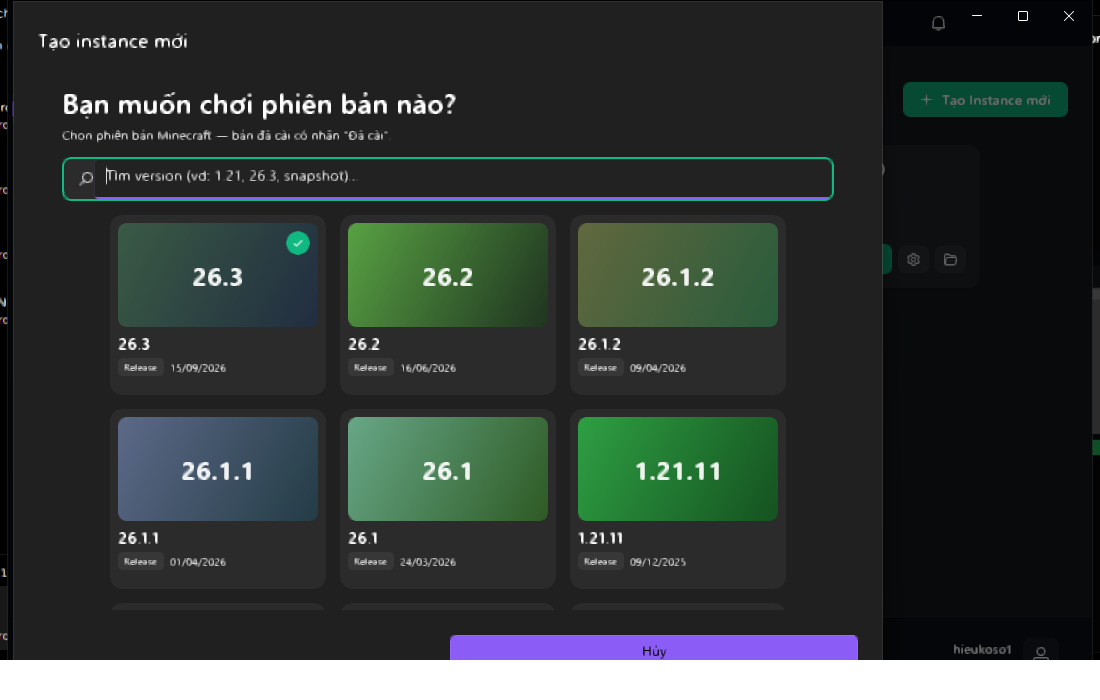 Tạo instance mới
+ Tạo Instance mới
Bạn muốn chơi phiên bản nào?
Chọn phiên bản Minecraft — bản đã cài có nhãn "Đã cài".
Tìm version (vd: 1.21, 26.3, snapshot)...
26.3
26.2
26.1.2
26.3
26.2
26.1.2
Release 15/09/2026
Release 16/06/2026
Release 09/04/2026
26.1.1
26.1
1.21.11
26.1.1
26.1
1.21.11
Release 01/04/2026
Release 24/03/2026
Release 09/12/2025
Hủy
hieukoso1